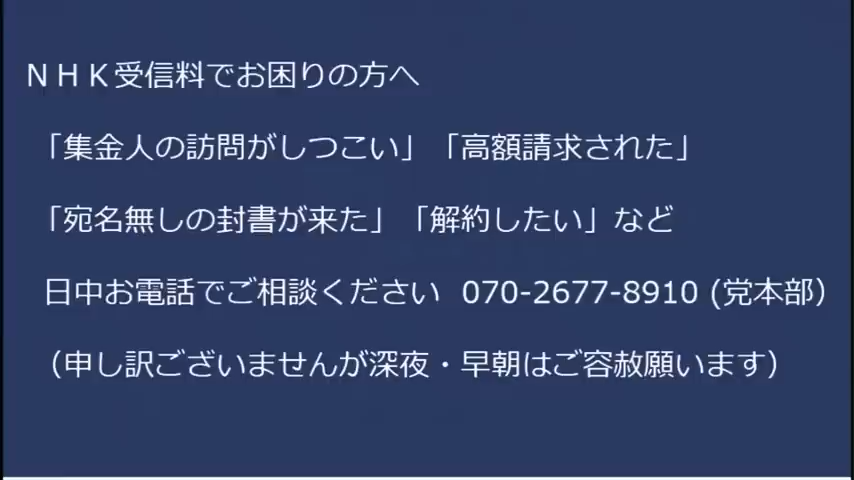 ＮＨＫ受信料でお困りの方へ
「集金人の訪問がしつこい」「高額請求された」
「宛名無しの封書が来た」「解約したい」など
日中お電話でご相談ください 070-2677-8910 (党本部）
（申し訳ございませんが深夜・早朝はご容赦願います）